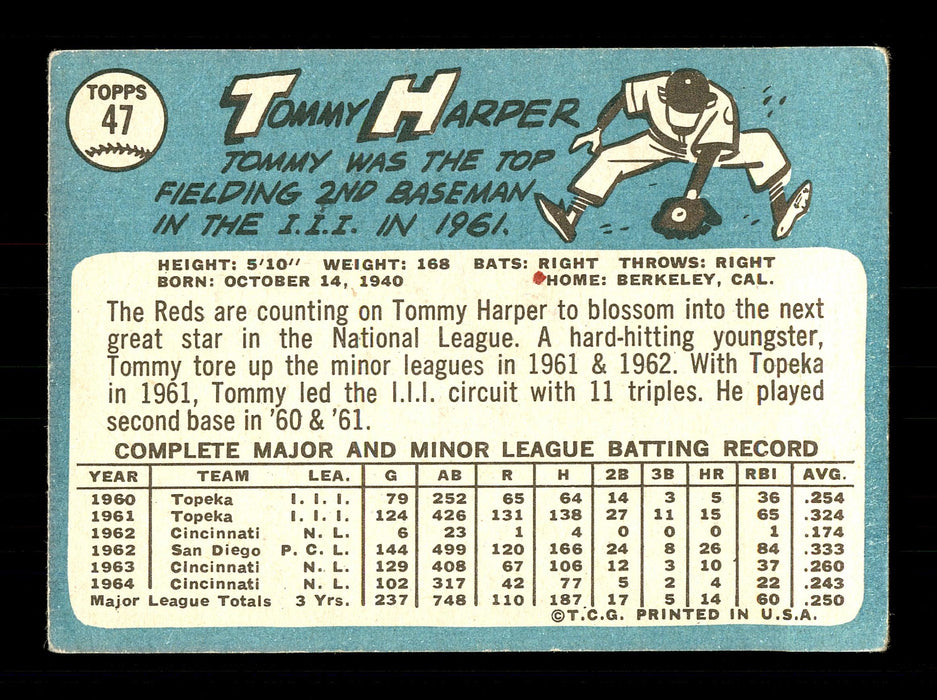 TOPPS
47
TOMMY HARPER
TOMMY WAS THE TOP
FIELDING 2ND BASEMAN
IN THE I.I.I. IN 1961.
HEIGHT: 5'10" WEIGHT: 168 BATS: RIGHT THROWS: RIGHT
BORN: OCTOBER 14, 1940 HOME: BERKELEY, CAL.
The Reds are counting on Tommy Harper to blossom into the next
great star in the National League. A hard-hitting youngster,
Tommy tore up the minor leagues in 1961 & 1962. With Topeka
in 1961, Tommy led the I.I.I. circuit with 11 triples. He played
second base in '60 & '61.
COMPLETE MAJOR AND MINOR LEAGUE BATTING RECORD
YEAR TEAM LEA. G AB R H 2B 3B HR RBI AVG.
1960 Topeka I. I. I. 79 252 65 64 14 3 5 36 .254
1961 Topeka I. I. I. 124 426 131 138 27 11 15 65 .324
1962 Cincinnati N. L. 6 23 1 4 0 0 0 1 .174
1962 San Diego P. C. L. 144 499 120 166 24 8 26 84 .333
1963 Cincinnati N. L. 129 408 67 106 12 3 10 37 .260
1964 Cincinnati N. L. 102 317 42 77 5 2 4 22 .243
Major League Totals 3 Yrs. 237 748 110 187 17 5 14 60 .250
©T.C.G. PRINTED IN U.S.A.